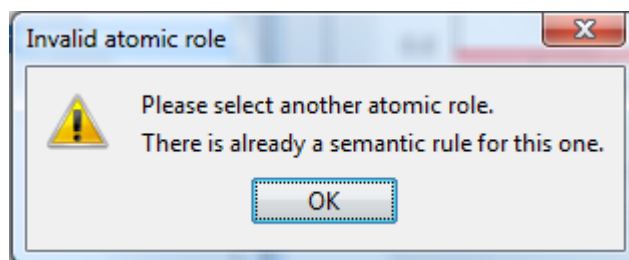 Invalid atomic role
Please select another atomic role.
There is already a semantic rule for this one.
OK